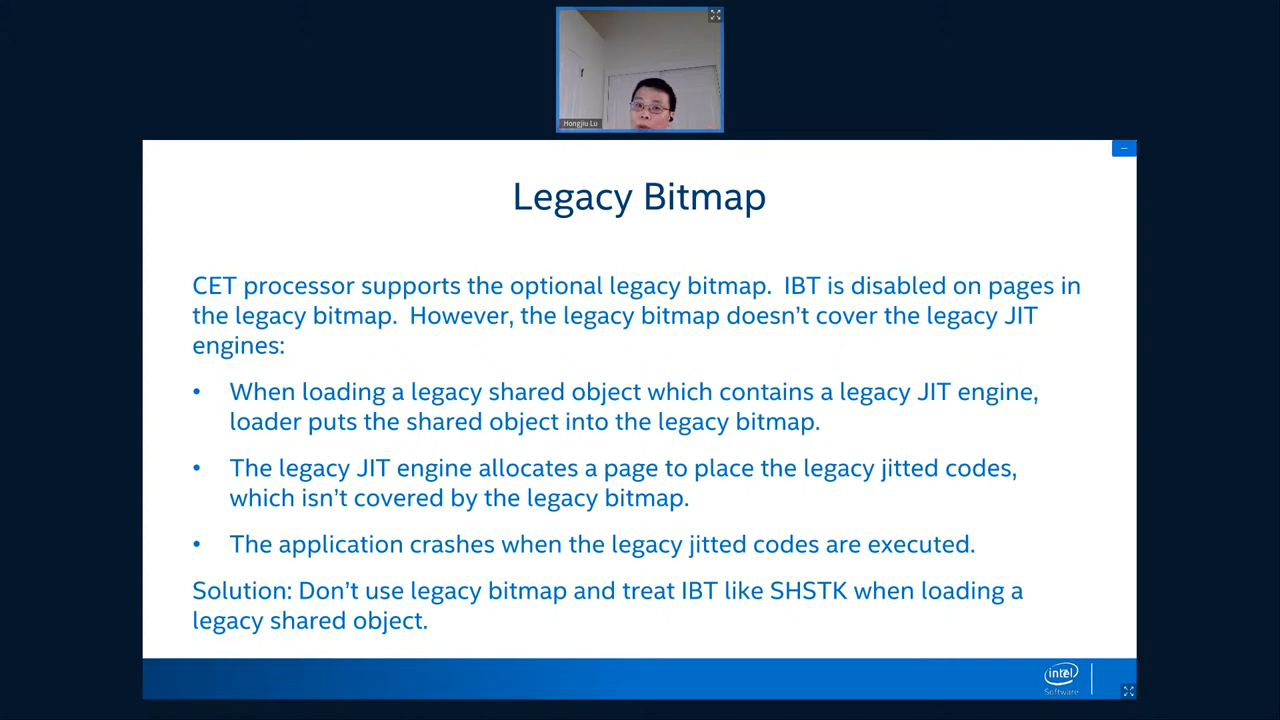 Hongjiu Lu
Legacy Bitmap
CET processor supports the optional legacy bitmap. IBT is disabled on pages in
the legacy bitmap. However, the legacy bitmap doesn't cover the legacy JIT
engines:
• When loading a legacy shared object which contains a legacy JIT engine,
loader puts the shared object into the legacy bitmap.
• The legacy JIT engine allocates a page to place the legacy jitted codes,
which isn't covered by the legacy bitmap.
• The application crashes when the legacy jitted codes are executed.
Solution: Don't use legacy bitmap and treat IBT like SHSTK when loading a
legacy shared object.
intel
Software